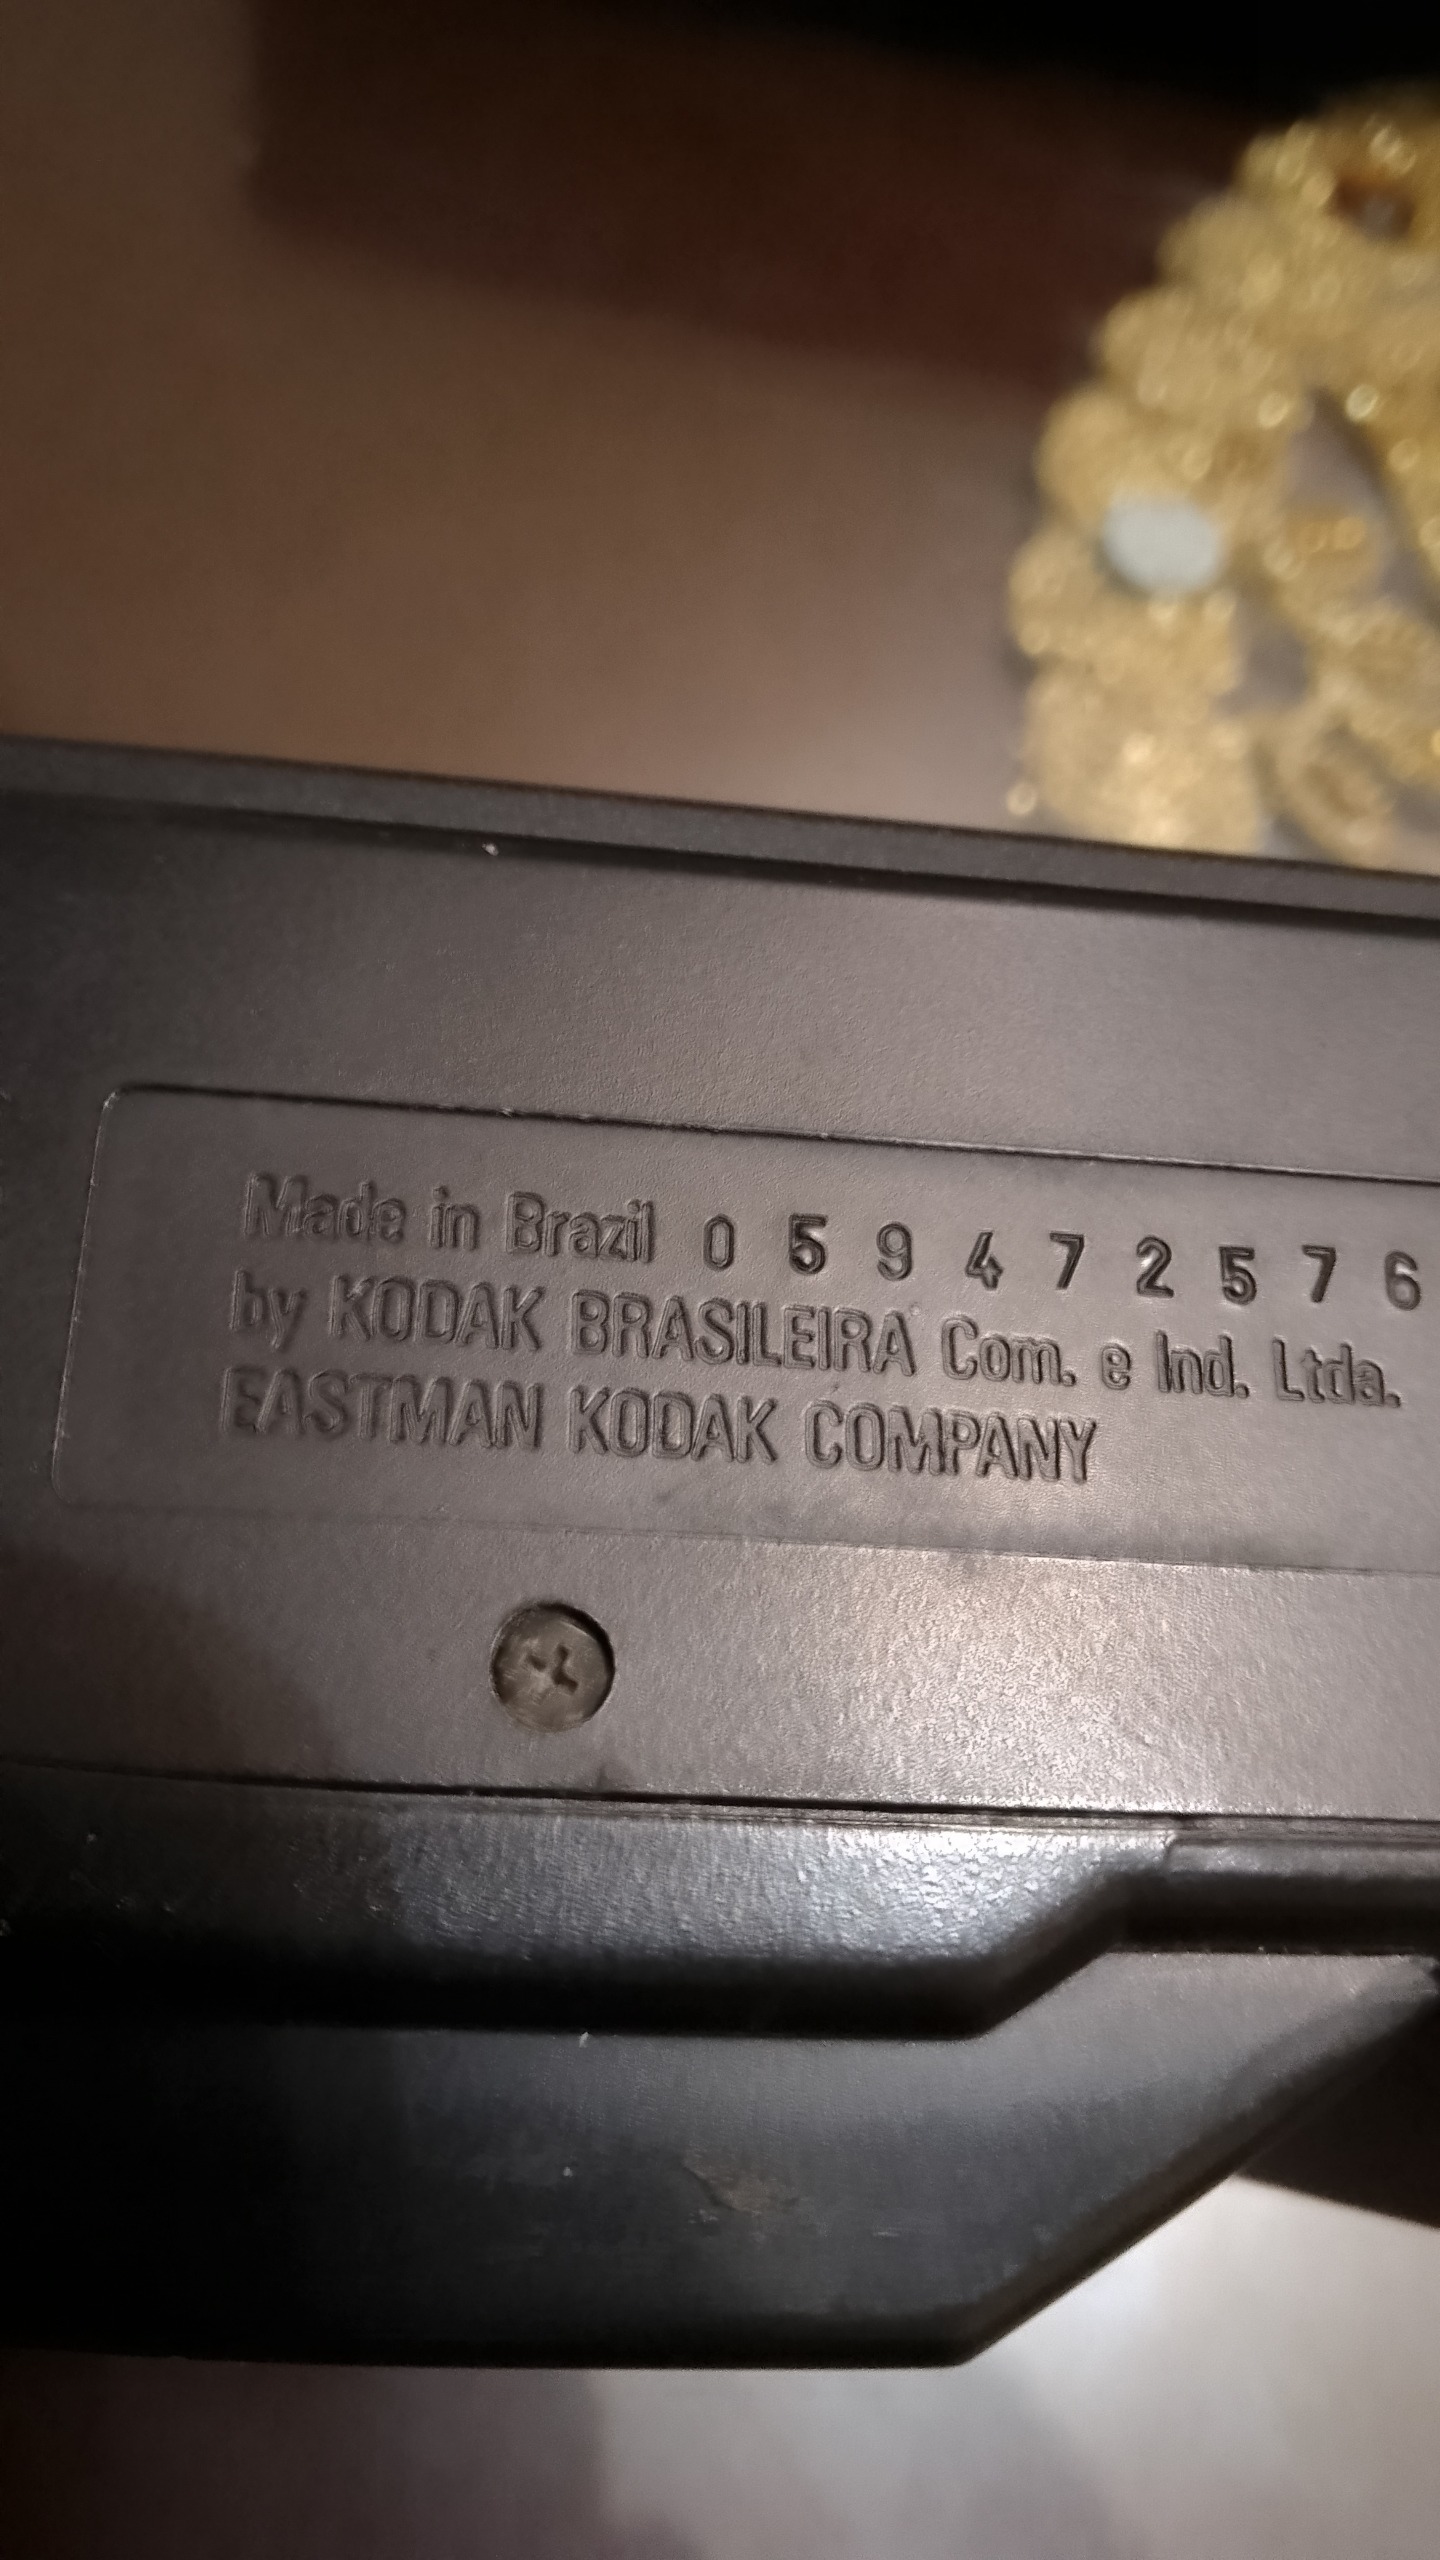 Made in Brazil 0 5 9 4 7 2 5 7 6
by KODAK BRASILEIRA Com. e Ind. Ltda.
EASTMAN KODAK COMPANY